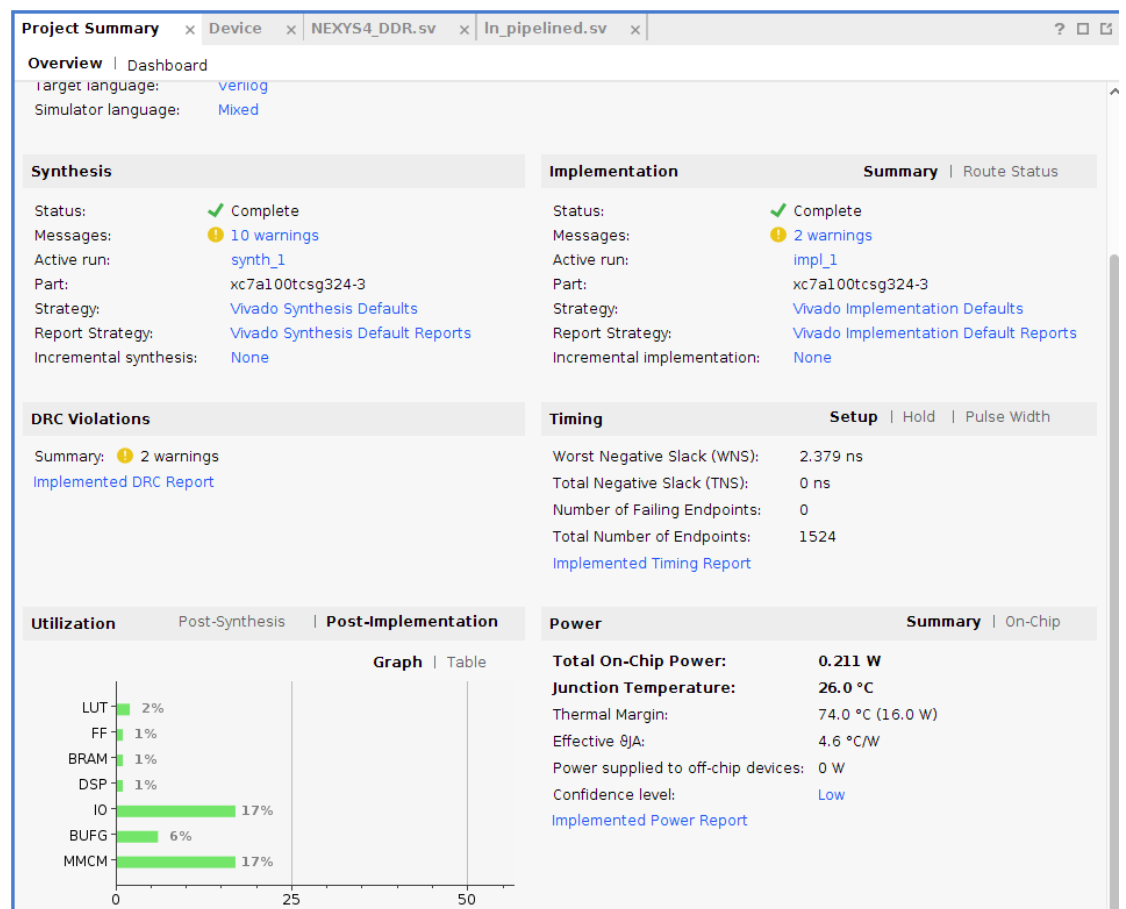 Project Summary × Device × NEXYS4_DDR.sv × ln_pipelined.sv × ?
Overview | Dashboard
Target language: Verilog
Simulator language: Mixed
Synthesis
Status: Complete
Messages: 10 warnings
Active run: synth_1
Part: xc7a100tcsg324-3
Strategy: Vivado Synthesis Defaults
Report Strategy: Vivado Synthesis Default Reports
Incremental synthesis: None
Implementation Summary | Route Status
Status: Complete
Messages: 2 warnings
Active run: impl_1
Part: xc7a100tcsg324-3
Strategy: Vivado Implementation Defaults
Report Strategy: Vivado Implementation Default Reports
Incremental implementation: None
DRC Violations
Summary: 2 warnings
Implemented DRC Report
Timing Setup | Hold | Pulse Width
Worst Negative Slack (WNS): 2.379 ns
Total Negative Slack (TNS): 0 ns
Number of Failing Endpoints: 0
Total Number of Endpoints: 1524
Implemented Timing Report
Utilization Post-Synthesis | Post-Implementation
Graph | Table
LUT 2%
FF 1%
BRAM 1%
DSP 1%
IO 17%
BUFG 6%
MMCM 17%
0 25 50
Power Summary | On-Chip
Total On-Chip Power: 0.211 W
Junction Temperature: 26.0 °C
Thermal Margin: 74.0 °C (16.0 W)
Effective ϑJA: 4.6 °C/W
Power supplied to off-chip devices: 0 W
Confidence level: Low
Implemented Power Report